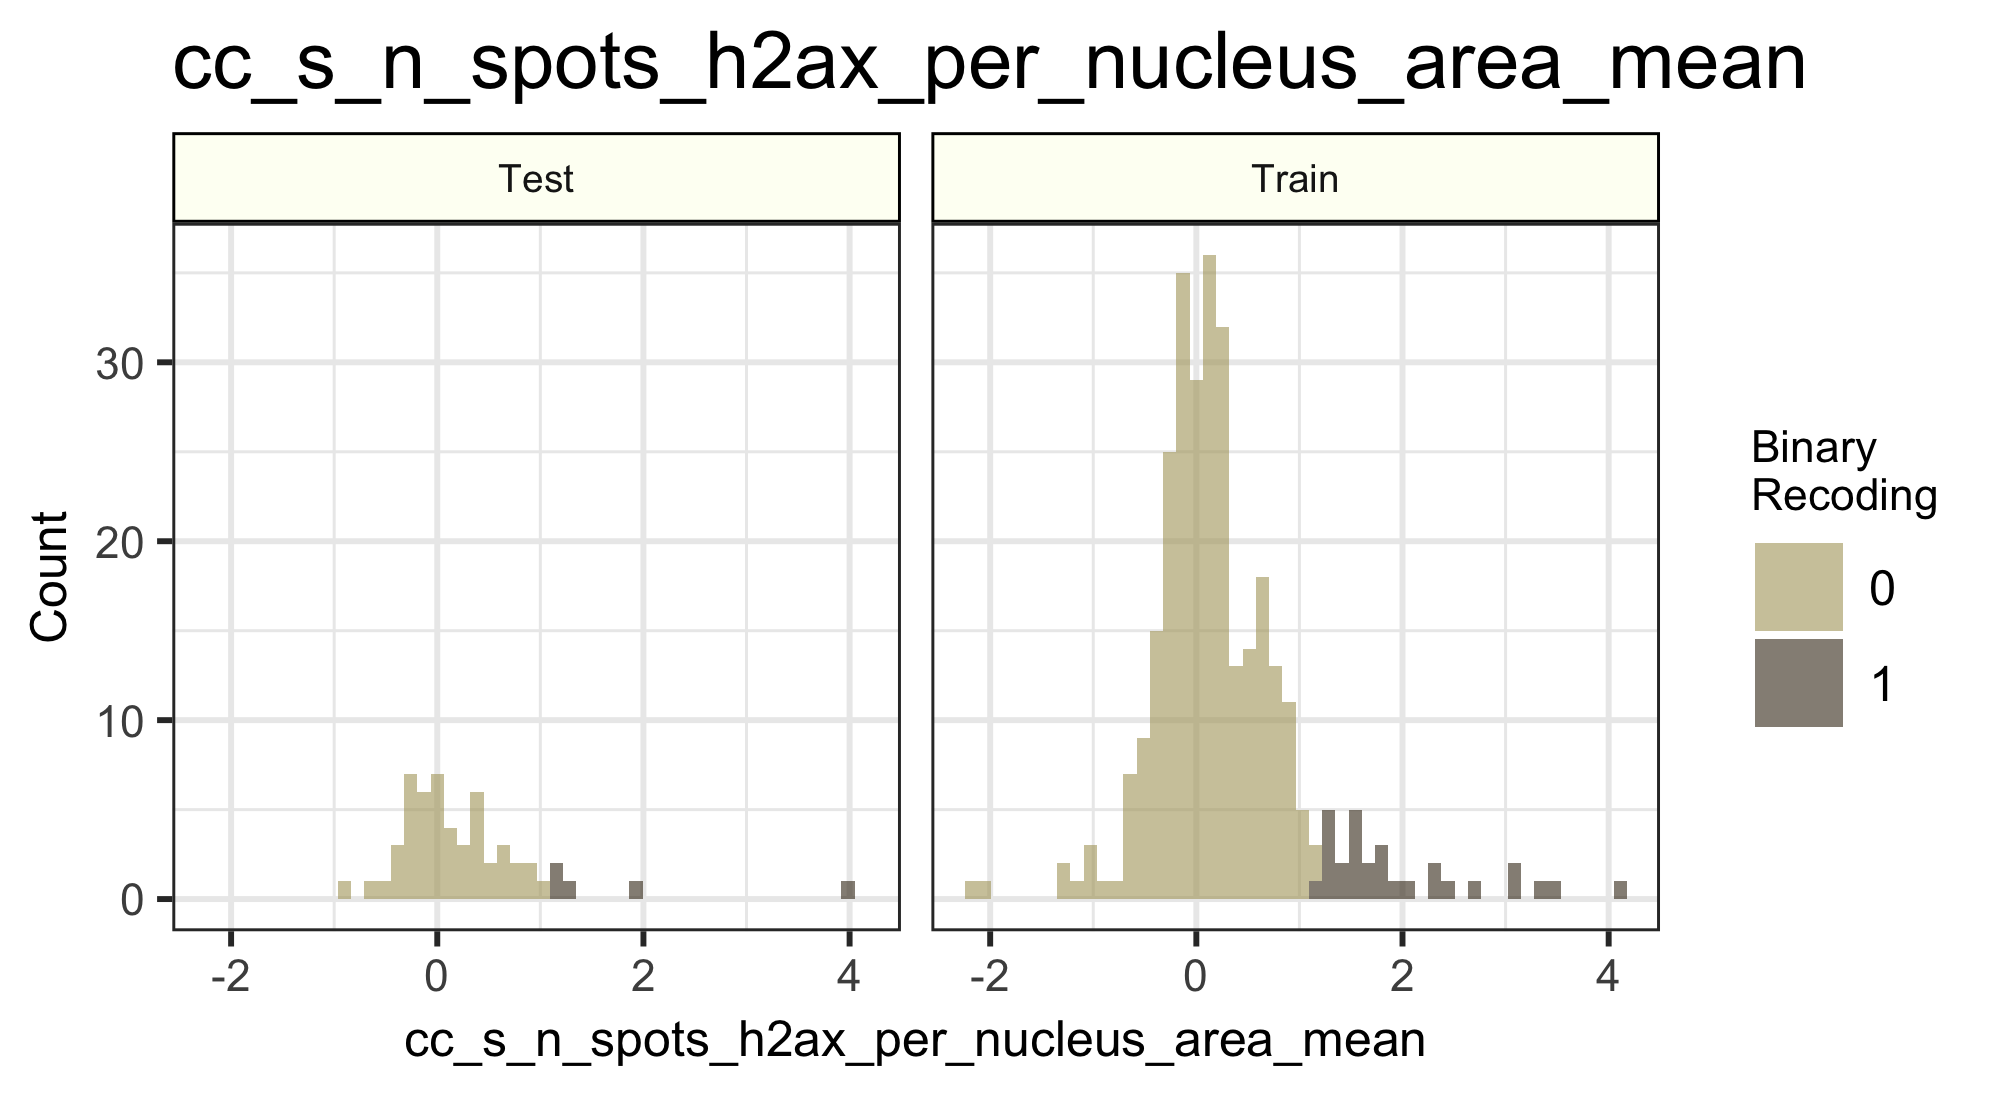 cc_s_n_spots_h2ax_per_nucleus_area_mean
Test
Train
Count
30
20
10
0
-2
0
2
4
-2
0
2
4
cc_s_n_spots_h2ax_per_nucleus_area_mean
Binary
Recoding
0
1